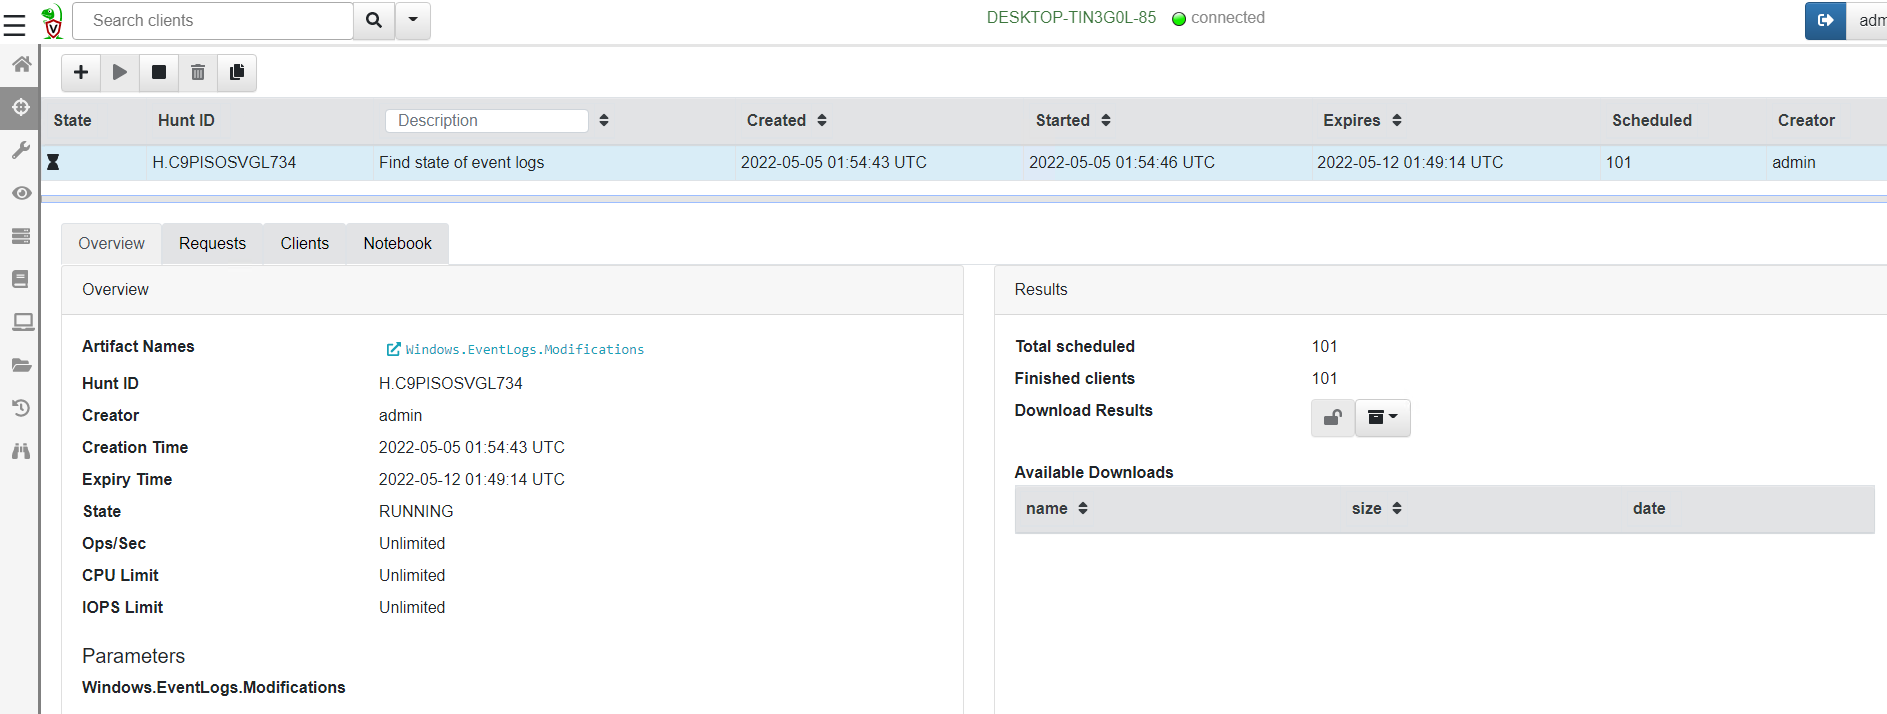 Search clients
DESKTOP-TIN3G0L-85 connected
adm
State Hunt ID Description Created Started Expires Scheduled Creator
H.C9PISOSVGL734 Find state of event logs 2022-05-05 01:54:43 UTC 2022-05-05 01:54:46 UTC 2022-05-12 01:49:14 UTC 101 admin
Overview Requests Clients Notebook
Overview
Artifact Names Windows.EventLogs.Modifications
Hunt ID H.C9PISOSVGL734
Creator admin
Creation Time 2022-05-05 01:54:43 UTC
Expiry Time 2022-05-12 01:49:14 UTC
State RUNNING
Ops/Sec Unlimited
CPU Limit Unlimited
IOPS Limit Unlimited
Parameters
Windows.EventLogs.Modifications
Results
Total scheduled 101
Finished clients 101
Download Results
Available Downloads
name size date